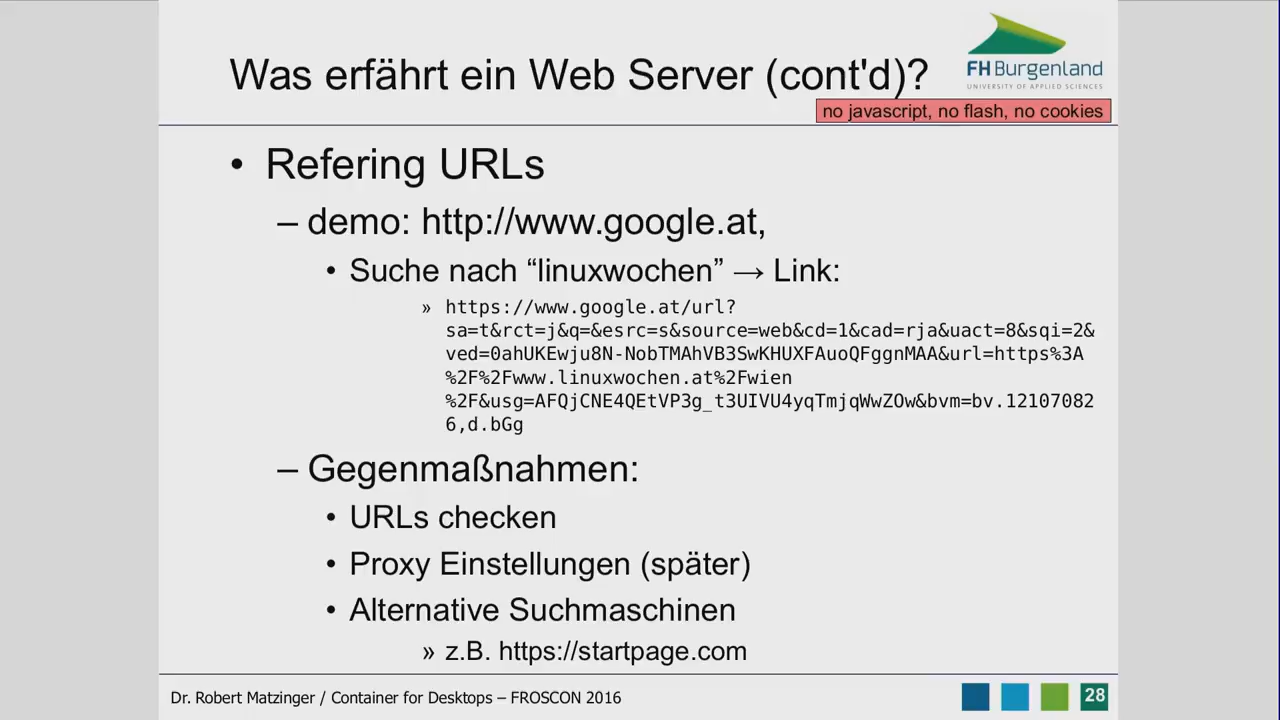 Was erfährt ein Web Server (cont'd)?
FH Burgenland
UNIVERSITY OF APPLIED SCIENCES
no javascript, no flash, no cookies
• Refering URLs
– demo: http://www.google.at,
• Suche nach “linuxwochen” → Link:
» https://www.google.at/url?
sa=t&rct=j&q=&esrc=s&source=web&cd=1&cad=rja&uact=8&sqi=2&
ved=0ahUKEwju8N-NobTMAhVB3SwKHUXFAuoQFggnMAA&url=https%3A
%2F%2Fwww.linuxwochen.at%2Fwien
%2F&usg=AFQjCNE4QEtVP3g_t3UIVU4yqTmjqWwZOw&bvm=bv.12107082
6,d.bGg
– Gegenmaßnahmen:
• URLs checken
• Proxy Einstellungen (später)
• Alternative Suchmaschinen
» z.B. https://startpage.com
Dr. Robert Matzinger / Container for Desktops – FROSCON 2016
28